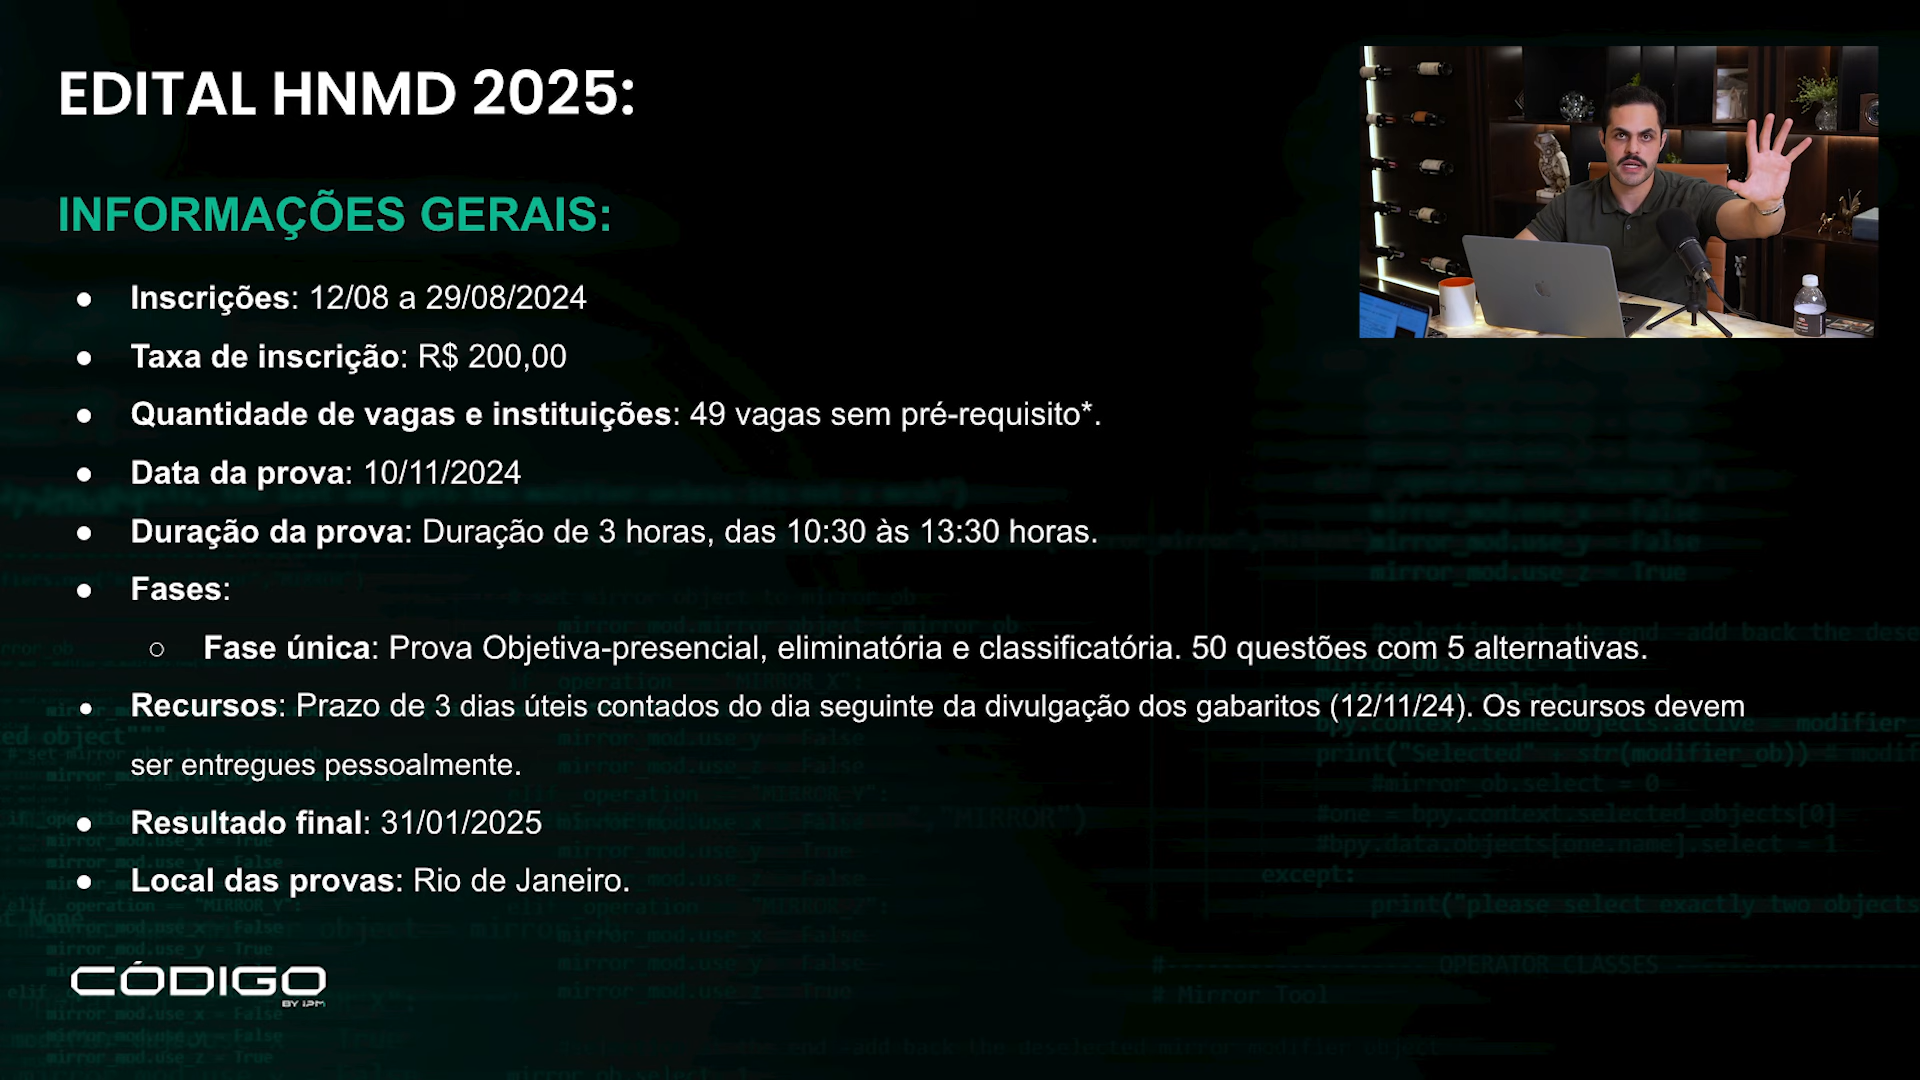 EDITAL HNMD 2025:
INFORMAÇÕES GERAIS:
● Inscrições: 12/08 a 29/08/2024
● Taxa de inscrição: R$ 200,00
● Quantidade de vagas e instituições: 49 vagas sem pré-requisito*.
● Data da prova: 10/11/2024
● Duração da prova: Duração de 3 horas, das 10:30 às 13:30 horas.
● Fases:
○ Fase única: Prova Objetiva-presencial, eliminatória e classificatória. 50 questões com 5 alternativas.
● Recursos: Prazo de 3 dias úteis contados do dia seguinte da divulgação dos gabaritos (12/11/24). Os recursos devem
ser entregues pessoalmente.
● Resultado final: 31/01/2025
● Local das provas: Rio de Janeiro.
CÓDIGO
BY IPM